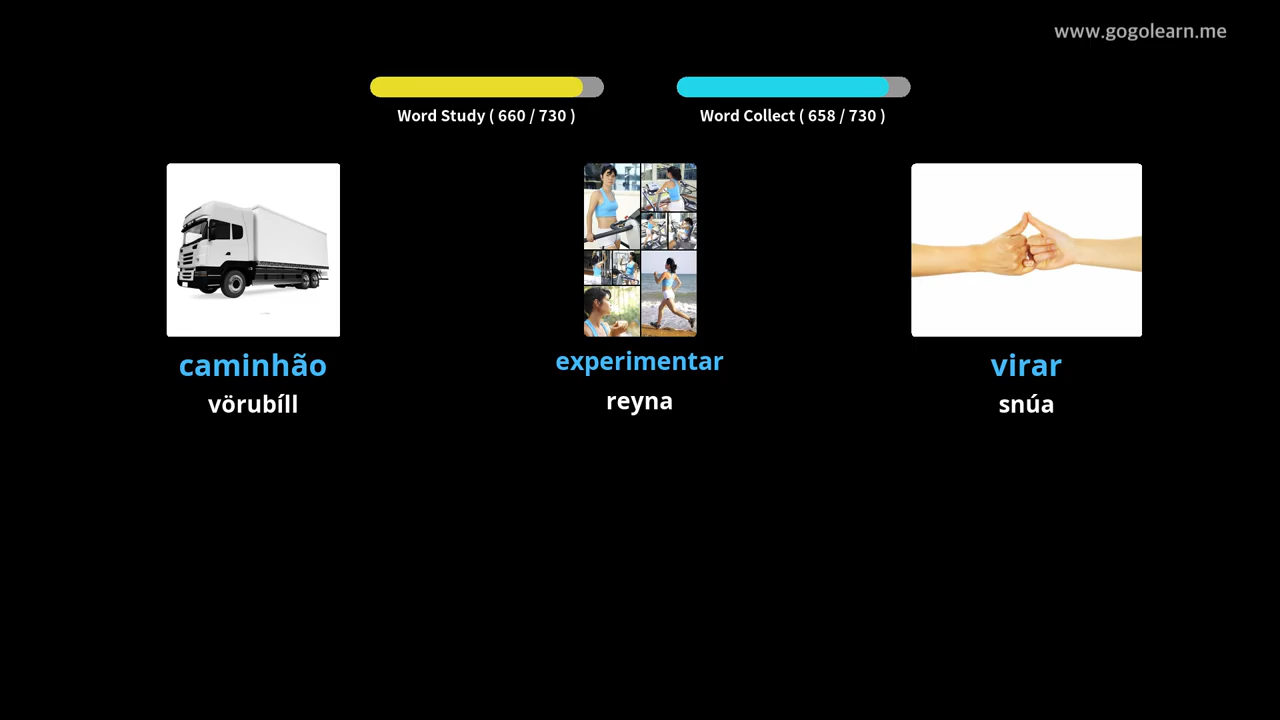 www.gogolearn.me
Word Study ( 660 / 730 )
Word Collect ( 658 / 730 )
caminhão
experimentar
virar
vörubíll
reyna
snúa